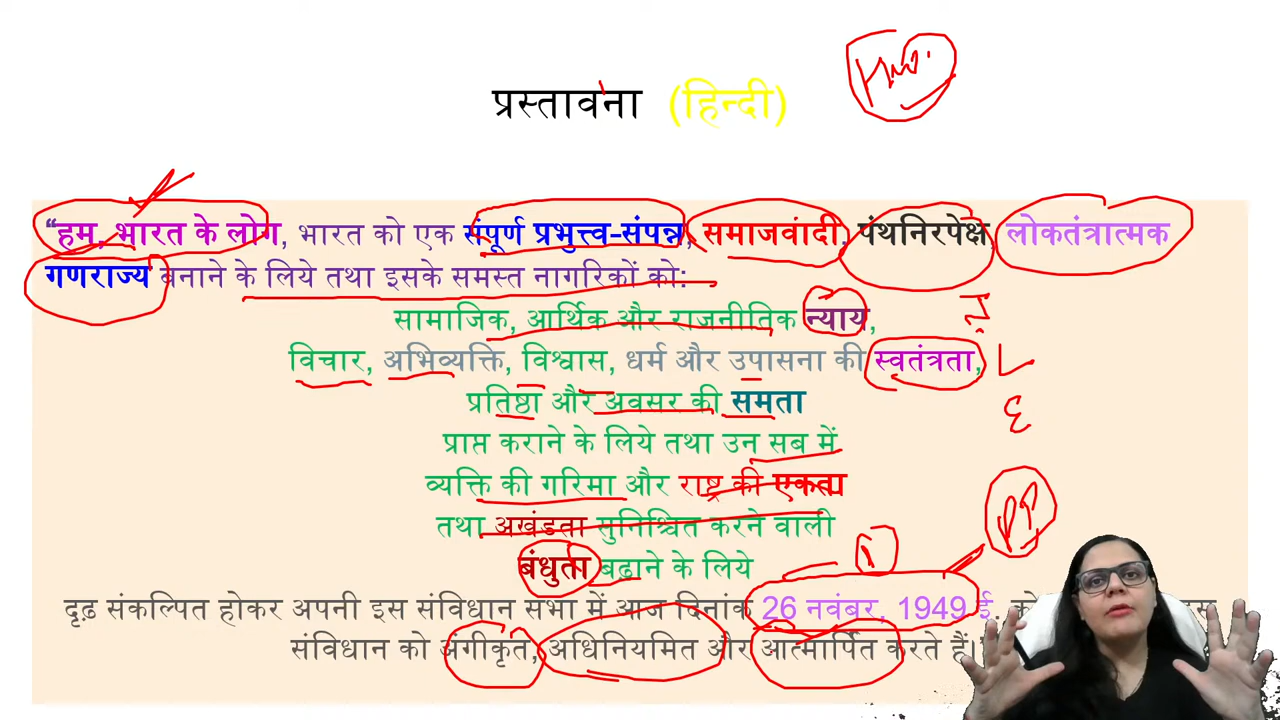 प्रस्तावना (हिन्दी)
“हम, भारत के लोग, भारत को एक संपूर्ण प्रभुत्त्व-संपन्न, समाजवादी, पंथनिरपेक्ष, लोकतंत्रात्मक
गणराज्य बनाने के लिये तथा इसके समस्त नागरिकों को:
सामाजिक, आर्थिक और राजनीतिक न्याय,
विचार, अभिव्यक्ति, विश्वास, धर्म और उपासना की स्वतंत्रता,
L
प्रतिष्ठा और अवसर की समता
E
प्राप्त कराने के लिये तथा उन सब में
व्यक्ति की गरिमा और राष्ट्र की एकता
तथा अखंडता सुनिश्चित करने वाली
बंधुता बढ़ाने के लिये
दृढ़ संकल्पित होकर अपनी इस संविधान सभा में आज दिनांक 26 नवंबर, 1949 ई.
संविधान को अंगीकृत, अधिनियमित और आत्मार्पित करते हैं।